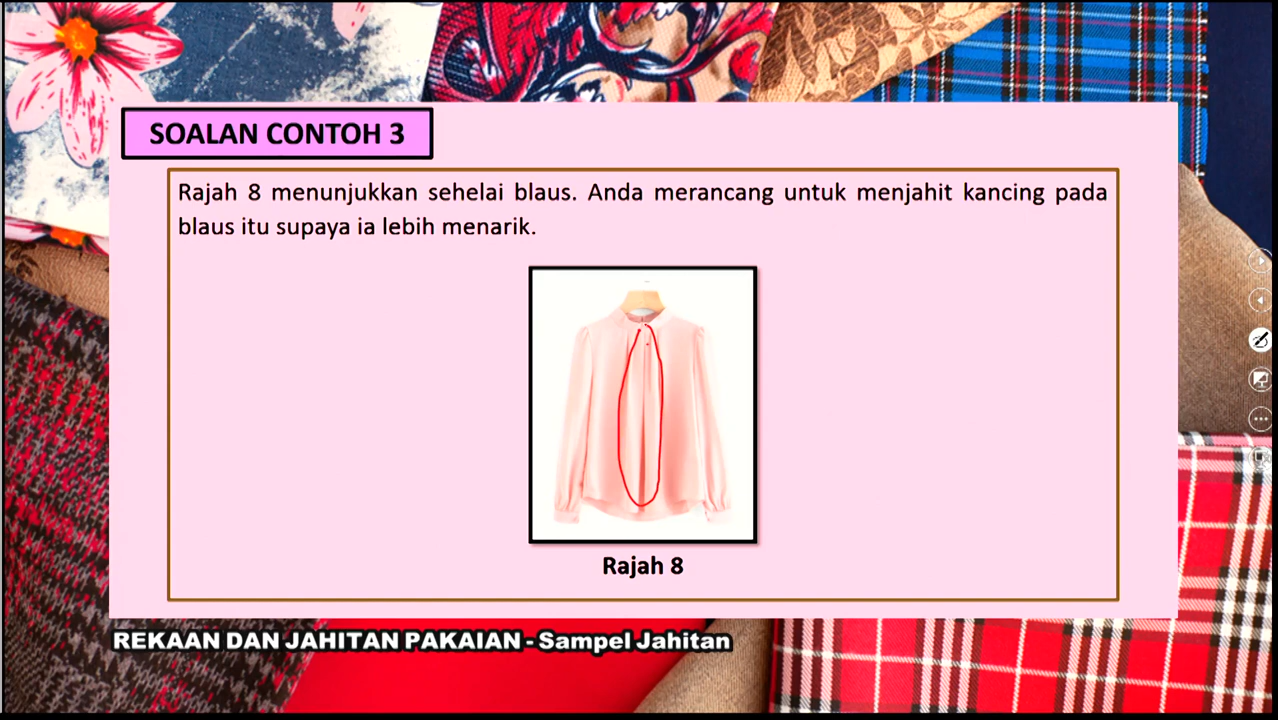 SOALAN CONTOH 3
Rajah 8 menunjukkan sehelai blaus. Anda merancang untuk menjahit kancing pada
blaus itu supaya ia lebih menarik.
Rajah 8
REKAAN DAN JAHITAN PAKAIAN - Sampel Jahitan